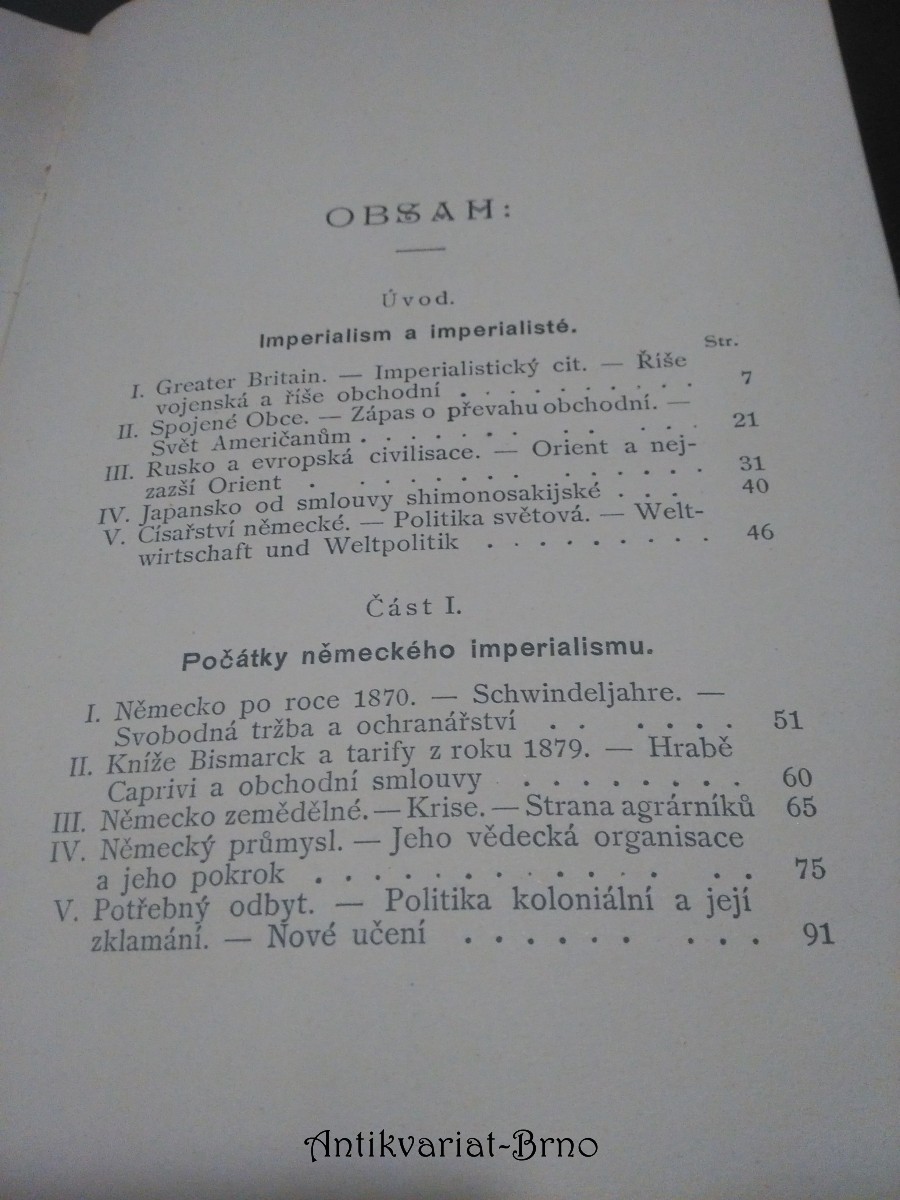 OBSAH:
Úvod.
Imperialism a imperialisté.
Str.
I. Greater Britain. — Imperialistický cit. — Říše
vojenská a říše obchodní . . . . . . . . . . 7
II. Spojené Obce. — Zápas o převahu obchodní. —
Svět Američanům . . . . . . . . . . . . 21
III. Rusko a evropská civilisace. — Orient a nej-
zazší Orient . . . . . . . . . . . . . 31
IV. Japansko od smlouvy shimonosakijské . . . . 40
V. Císařství německé. — Politika světová. — Welt-
wirtschaft und Weltpolitik . . . . . . . . . 46
Část I.
Počátky německého imperialismu.
I. Německo po roce 1870. — Schwindeljahre. —
Svobodná tržba a ochranářství . . . . . . 51
II. Kníže Bismarck a tarify z roku 1879. — Hrabě
Caprivi a obchodní smlouvy . . . . . . . . 60
III. Německo zemědělné. — Krise. — Strana agrárníků 65
IV. Německý průmysl. — Jeho vědecká organisace
a jeho pokrok . . . . . . . . . . . . . 75
V. Potřebný odbyt. — Politika koloniální a její
zklamání. — Nové učení . . . . . . . . . 91
Antikvariat-Brno